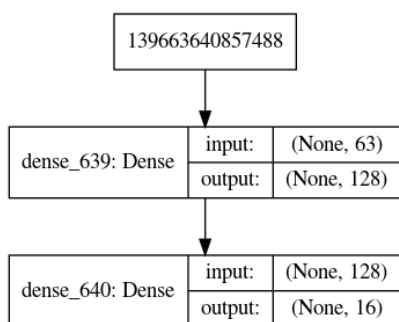 139663640857488
dense_639: Dense
input: (None, 63)
output: (None, 128)
dense_640: Dense
input: (None, 128)
output: (None, 16)